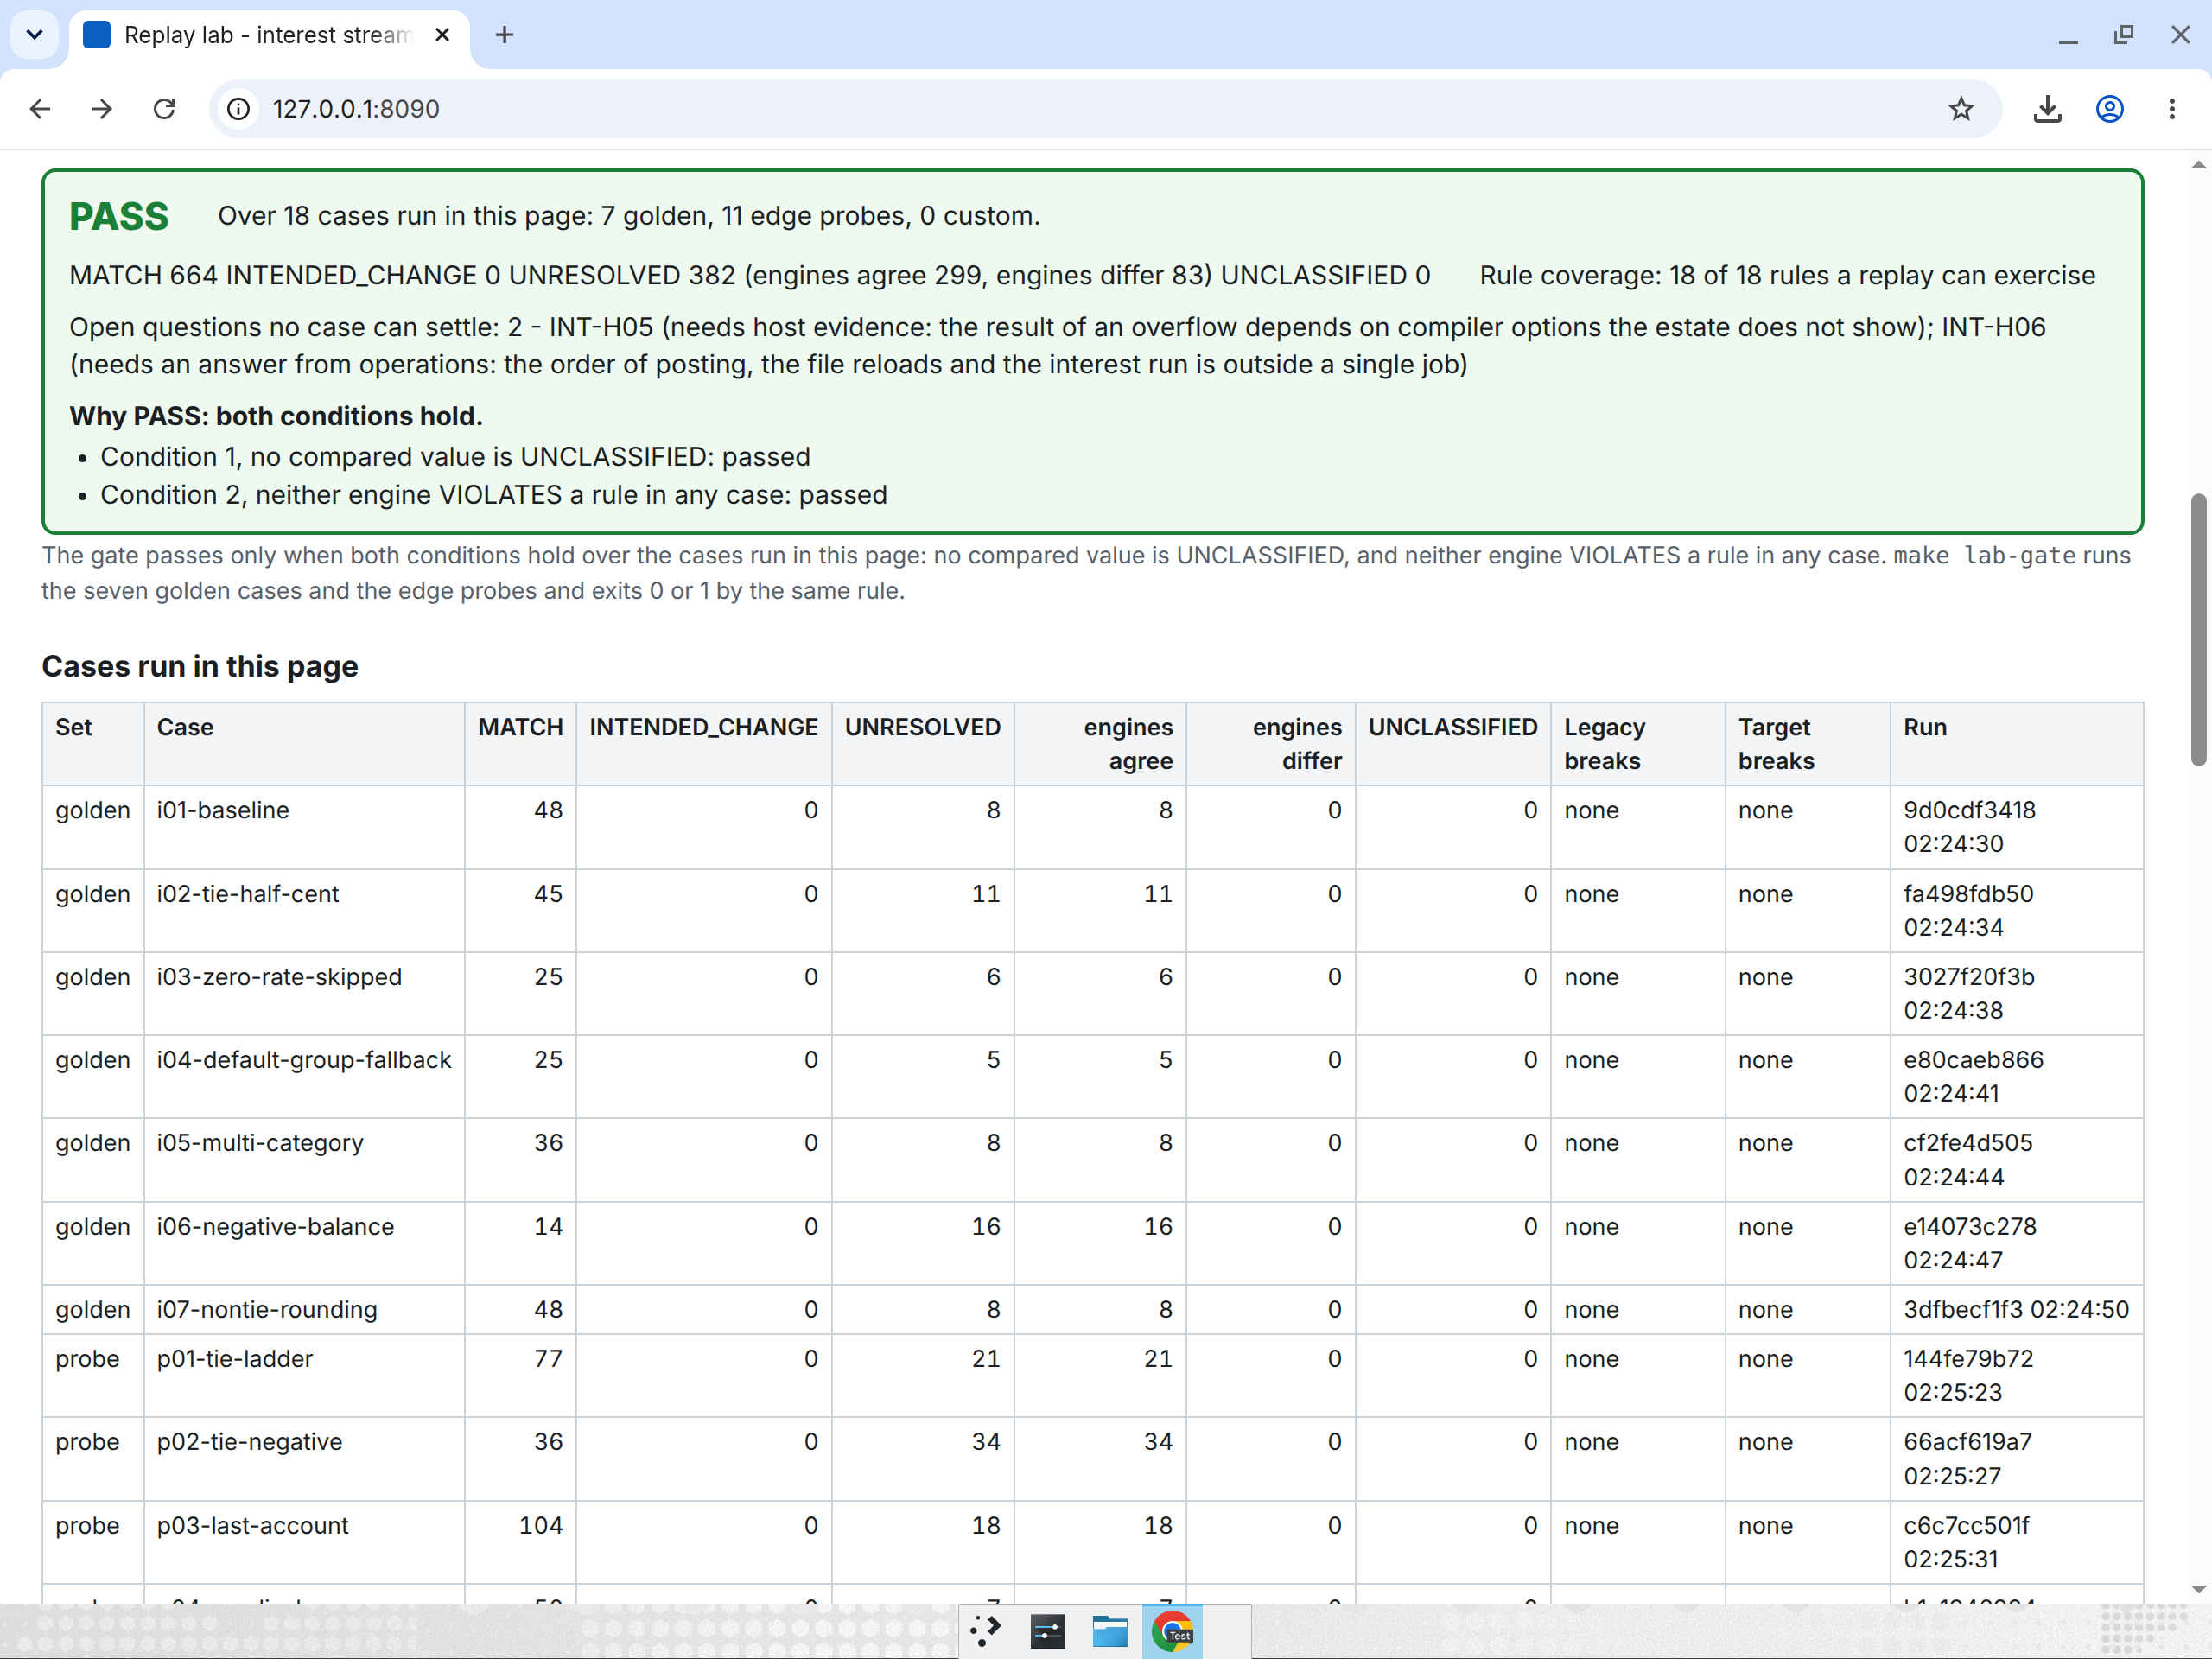 Replay lab - interest stream
127.0.0.1:8090
PASS Over 18 cases run in this page: 7 golden, 11 edge probes, 0 custom.
MATCH 664 INTENDED_CHANGE 0 UNRESOLVED 382 (engines agree 299, engines differ 83) UNCLASSIFIED 0 Rule coverage: 18 of 18 rules a replay can exercise
Open questions no case can settle: 2 - INT-H05 (needs host evidence: the result of an overflow depends on compiler options the estate does not show); INT-H06
(needs an answer from operations: the order of posting, the file reloads and the interest run is outside a single job)
Why PASS: both conditions hold.
• Condition 1, no compared value is UNCLASSIFIED: passed
• Condition 2, neither engine VIOLATES a rule in any case: passed
The gate passes only when both conditions hold over the cases run in this page: no compared value is UNCLASSIFIED, and neither engine VIOLATES a rule in any case. make lab-gate runs
the seven golden cases and the edge probes and exits 0 or 1 by the same rule.
Cases run in this page
Set Case MATCH INTENDED_CHANGE UNRESOLVED engines agree engines differ UNCLASSIFIED Legacy breaks Target breaks Run
golden i01-baseline 48 0 8 8 0 0 none none 9d0cdf3418 02:24:30
golden i02-tie-half-cent 45 0 11 11 0 0 none none fa498fdb50 02:24:34
golden i03-zero-rate-skipped 25 0 6 6 0 0 none none 3027f20f3b 02:24:38
golden i04-default-group-fallback 25 0 5 5 0 0 none none e80caeb866 02:24:41
golden i05-multi-category 36 0 8 8 0 0 none none cf2fe4d505 02:24:44
golden i06-negative-balance 14 0 16 16 0 0 none none e14073c278 02:24:47
golden i07-nontie-rounding 48 0 8 8 0 0 none none 3dfbecf1f3 02:24:50
probe p01-tie-ladder 77 0 21 21 0 0 none none 144fe79b72 02:25:23
probe p02-tie-negative 36 0 34 34 0 0 none none 66acf619a7 02:25:27
probe p03-last-account 104 0 18 18 0 0 none none c6c7cc501f 02:25:31
Test